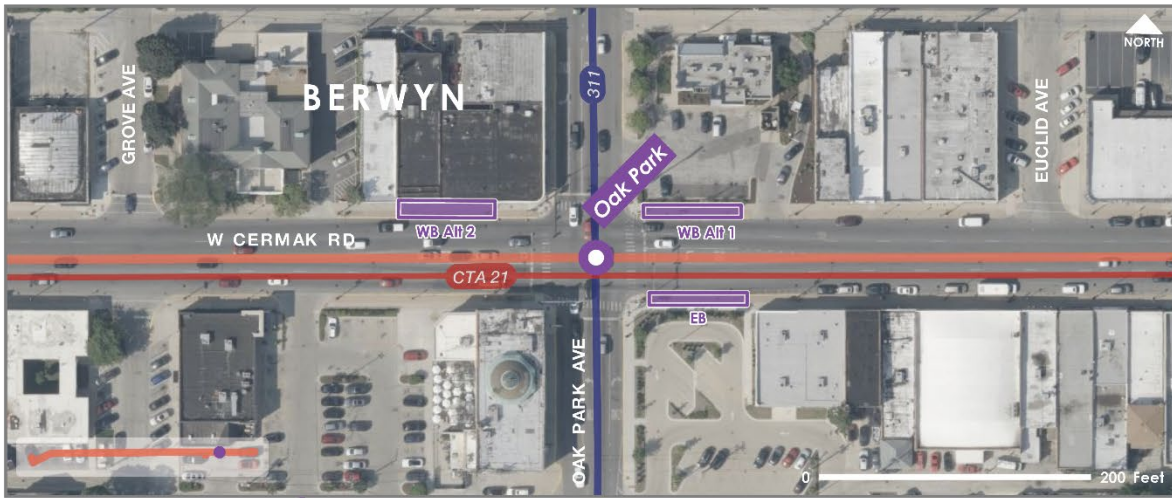 NORTH
BERWYN
GROVE AVE
311
EUCLID AVE
Oak Park
WB Alt 2
WB Alt 1
W CERMAK RD
CTA 21
EB
OAK PARK AVE
0 200 Feet